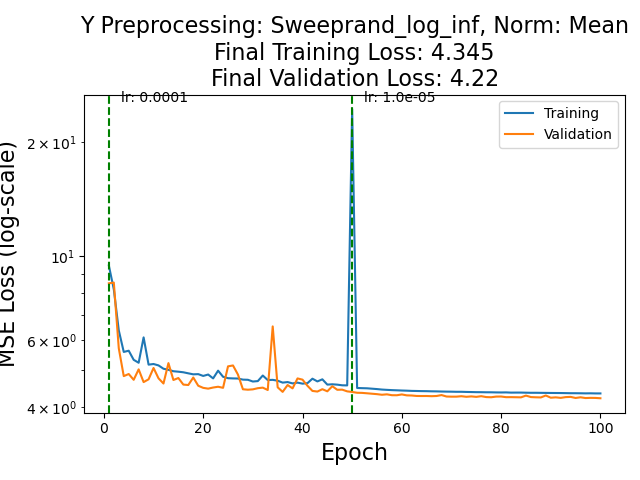 Y Preprocessing: Sweeprand_log_inf, Norm: Mean
Final Training Loss: 4.345
Final Validation Loss: 4.22
lr: 0.0001
lr: 1.0e-05
Training
Validation
MSE Loss (log-scale)
2 × 10¹
10¹
6 × 10⁰
4 × 10⁰
0 20 40 60 80 100
Epoch